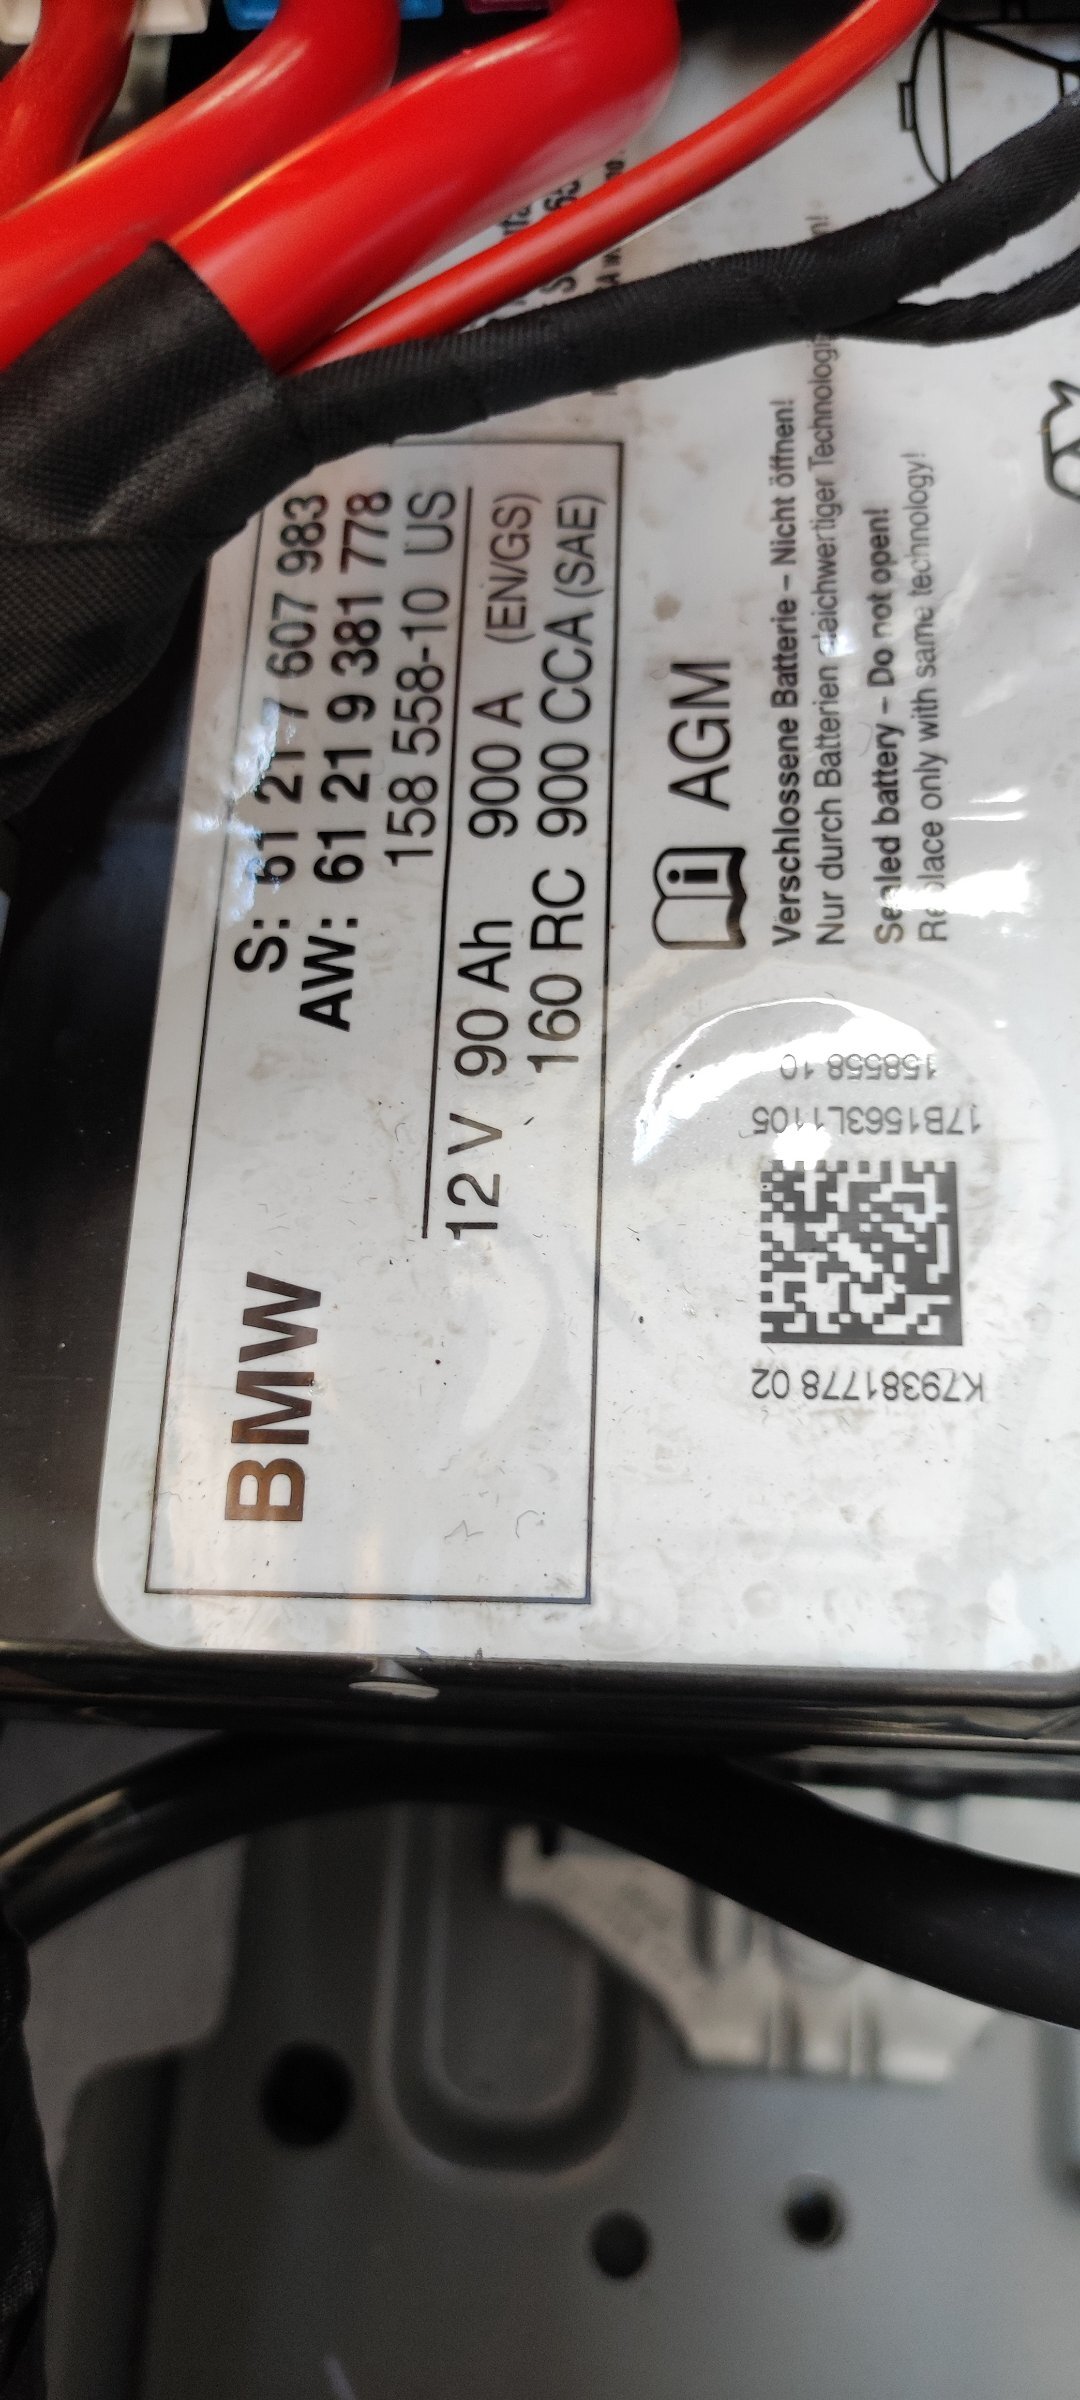 BMW
S: 61 21 7 607 983
AW: 61 21 9 381 778
158 558-10 US
12 V 90 Ah 900 A (EN/GS)
160 RC 900 CCA (SAE)
AGM
Verschlossene Batterie – Nicht öffnen!
Nur durch Batterien gleichwertiger Technologie
Sealed battery – Do not open!
Replace only with same technology!
K79381778 02
17B1563L1105
158558 10